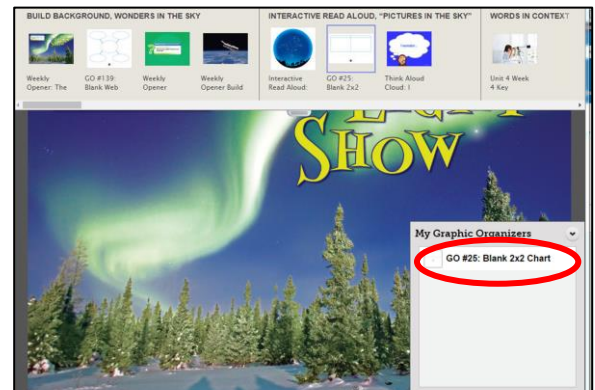 BUILD BACKGROUND, WONDERS IN THE SKY
INTERACTIVE READ ALOUD, "PICTURES IN THE SKY"
WORDS IN CONTEXT
Weekly Opener: The
GO #139: Blank Web
Weekly Opener
Weekly Opener Build
Interactive Read Aloud:
GO #25: Blank 2x2
Think Aloud Cloud: I
Unit 4 Week 4 Key
SHOW
My Graphic Organizers
GO #25: Blank 2x2 Chart